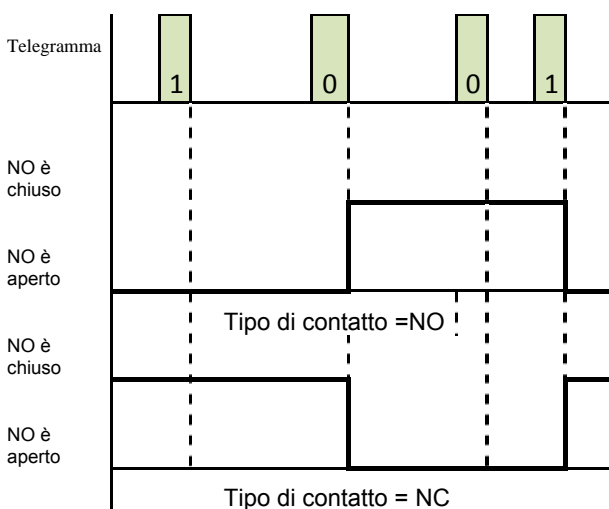 Telegramma
1 0 0 1
NO è
chiuso
NO è
aperto
Tipo di contatto =NO
NO è
chiuso
NO è
aperto
Tipo di contatto = NC